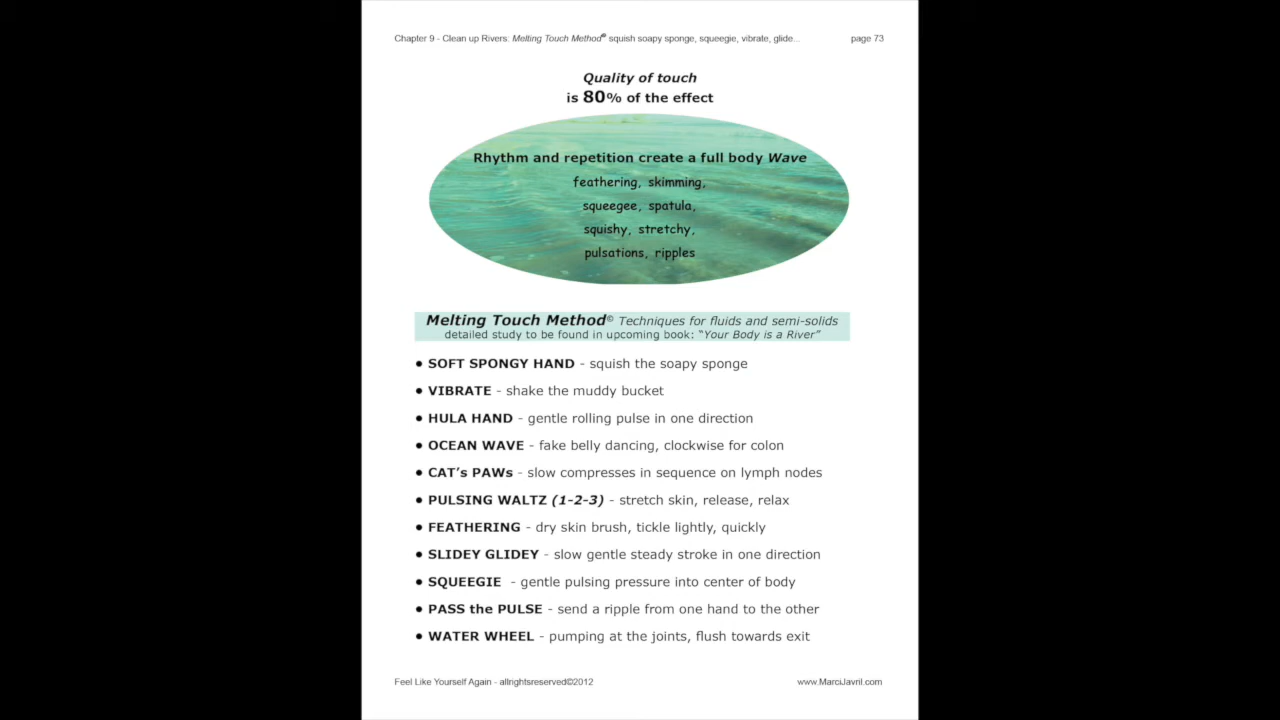 Chapter 9 - Clean up Rivers: Melting Touch Method® squish soapy sponge, squeegie, vibrate, glide... page 73
Quality of touch
is 80% of the effect
Rhythm and repetition create a full body Wave
feathering, skimming,
squeegee, spatula,
squishy, stretchy,
pulsations, ripples
Melting Touch Method© Techniques for fluids and semi-solids
detailed study to be found in upcoming book: "Your Body is a River"
• SOFT SPONGY HAND - squish the soapy sponge
• VIBRATE - shake the muddy bucket
• HULA HAND - gentle rolling pulse in one direction
• OCEAN WAVE - fake belly dancing, clockwise for colon
• CAT's PAWs - slow compresses in sequence on lymph nodes
• PULSING WALTZ (1-2-3) - stretch skin, release, relax
• FEATHERING - dry skin brush, tickle lightly, quickly
• SLIDEY GLIDEY - slow gentle steady stroke in one direction
• SQUEEGIE - gentle pulsing pressure into center of body
• PASS the PULSE - send a ripple from one hand to the other
• WATER WHEEL - pumping at the joints, flush towards exit
Feel Like Yourself Again - allrightsreserved©2012 www.MarciJavril.com